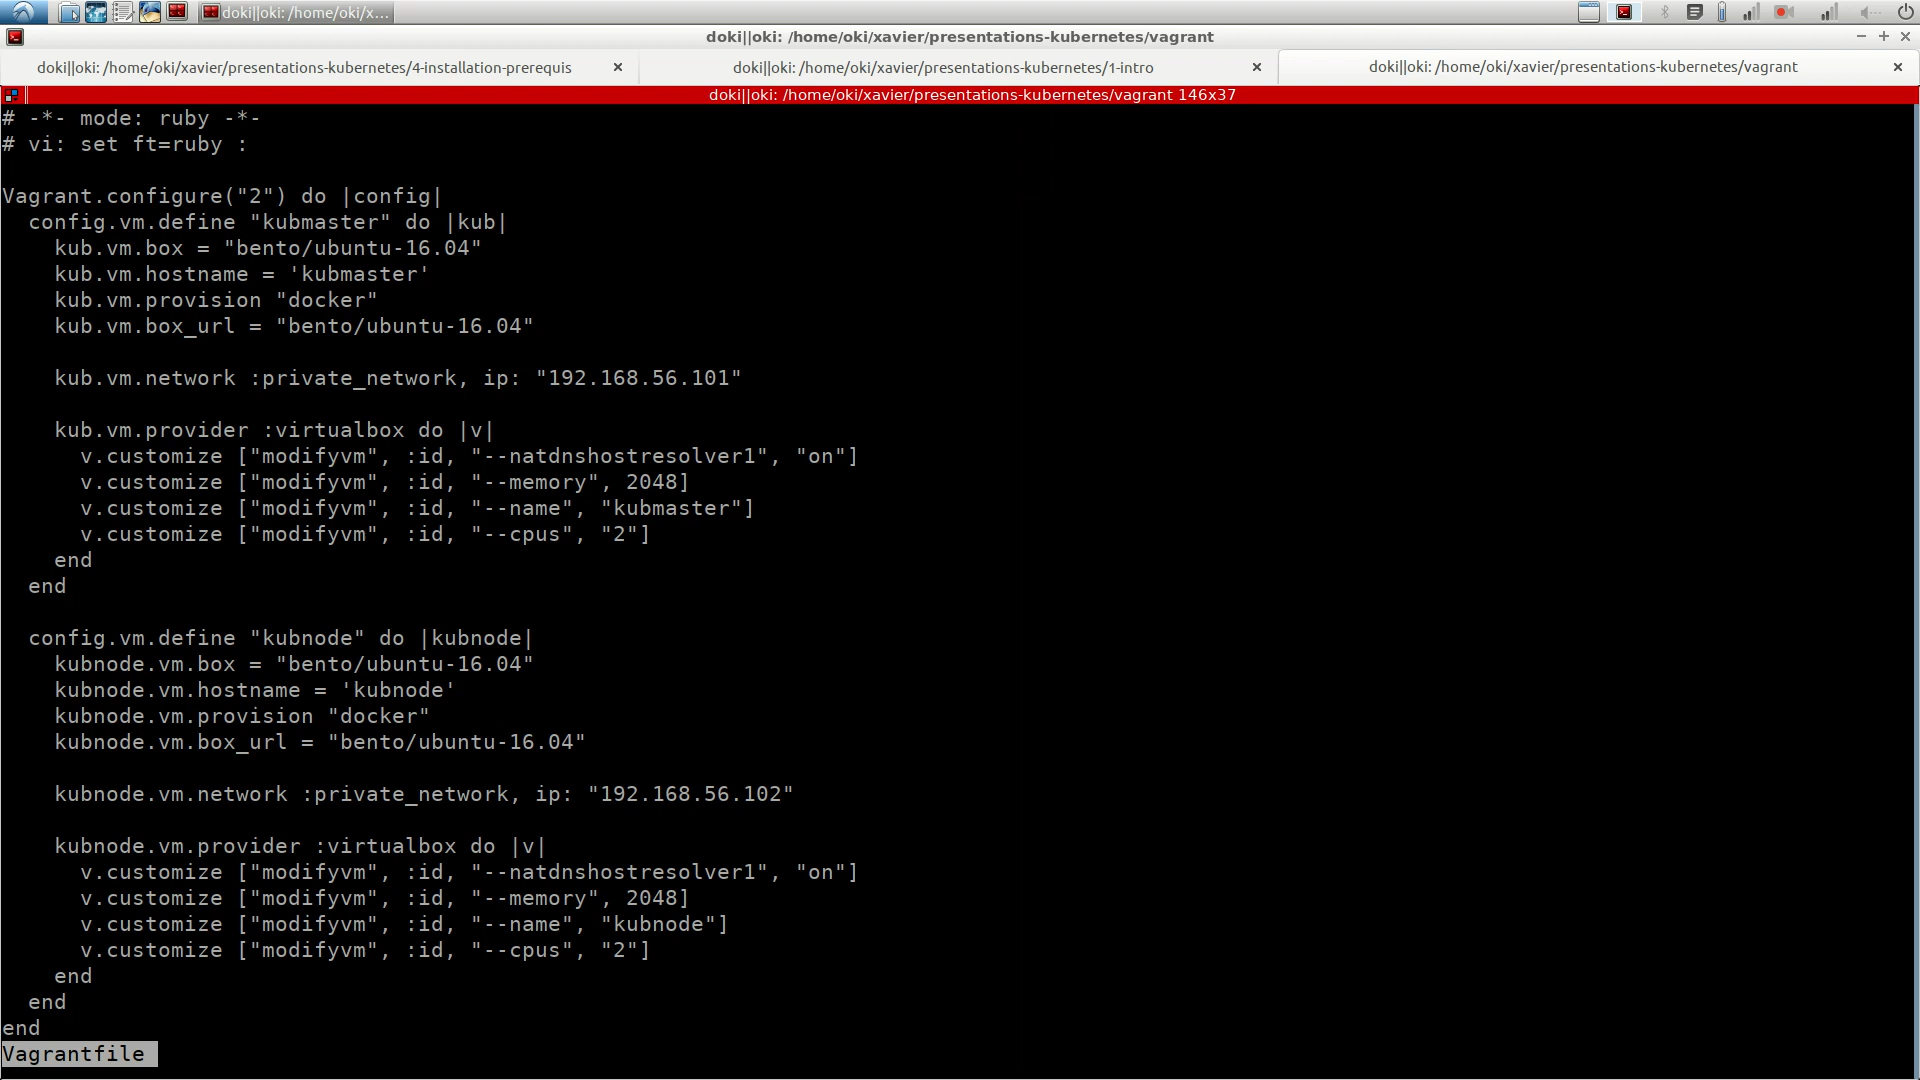 doki||oki: /home/oki/x...
doki||oki: /home/oki/xavier/presentations-kubernetes/vagrant
doki||oki: /home/oki/xavier/presentations-kubernetes/4-installation-prerequis
doki||oki: /home/oki/xavier/presentations-kubernetes/1-intro
doki||oki: /home/oki/xavier/presentations-kubernetes/vagrant
doki||oki: /home/oki/xavier/presentations-kubernetes/vagrant 146x37
# -*- mode: ruby -*-
# vi: set ft=ruby :
Vagrant.configure("2") do |config|
  config.vm.define "kubmaster" do |kub|
    kub.vm.box = "bento/ubuntu-16.04"
    kub.vm.hostname = 'kubmaster'
    kub.vm.provision "docker"
    kub.vm.box_url = "bento/ubuntu-16.04"
    kub.vm.network :private_network, ip: "192.168.56.101"
    kub.vm.provider :virtualbox do |v|
      v.customize ["modifyvm", :id, "--natdnshostresolver1", "on"]
      v.customize ["modifyvm", :id, "--memory", 2048]
      v.customize ["modifyvm", :id, "--name", "kubmaster"]
      v.customize ["modifyvm", :id, "--cpus", "2"]
    end
  end
  config.vm.define "kubnode" do |kubnode|
    kubnode.vm.box = "bento/ubuntu-16.04"
    kubnode.vm.hostname = 'kubnode'
    kubnode.vm.provision "docker"
    kubnode.vm.box_url = "bento/ubuntu-16.04"
    kubnode.vm.network :private_network, ip: "192.168.56.102"
    kubnode.vm.provider :virtualbox do |v|
      v.customize ["modifyvm", :id, "--natdnshostresolver1", "on"]
      v.customize ["modifyvm", :id, "--memory", 2048]
      v.customize ["modifyvm", :id, "--name", "kubnode"]
      v.customize ["modifyvm", :id, "--cpus", "2"]
    end
  end
end
Vagrantfile